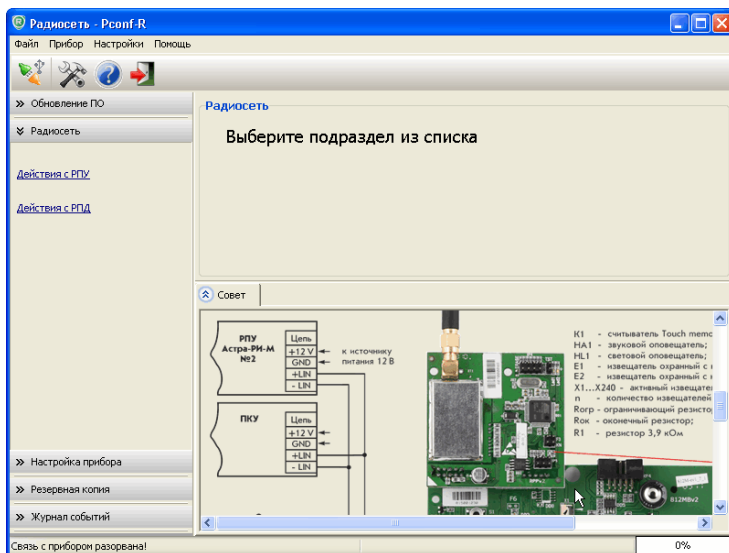 Радиосеть - Pconf-R
Файл Прибор Настройки Помощь
Обновление ПО
Радиосеть
Действия с РПУ
Действия с РПД
Настройка прибора
Резервная копия
Журнал событий
Радиосеть
Выберите подраздел из списка
Совет
РПУ
Астра-РИ-М
№2
Цепь
+12 V
GND
+LIN
- LIN
к источнику
питания 12 В
ПКУ
Цепь
+12 V
GND
+LIN
- LIN
K1 - считыватель Touch memo
HA1 - звуковой оповещатель;
HL1 - световой оповещатель;
E1 - извещатель охранный с
E2 - извещатель охранный с
X1...X240 - активный извещате
n - количество извещателей
Rогр - ограничивающий резисто
Rок - оконечный резистор;
R1 - резистор 3,9 кОм
F6
812МВv2
Связь с прибором разорвана!
0%